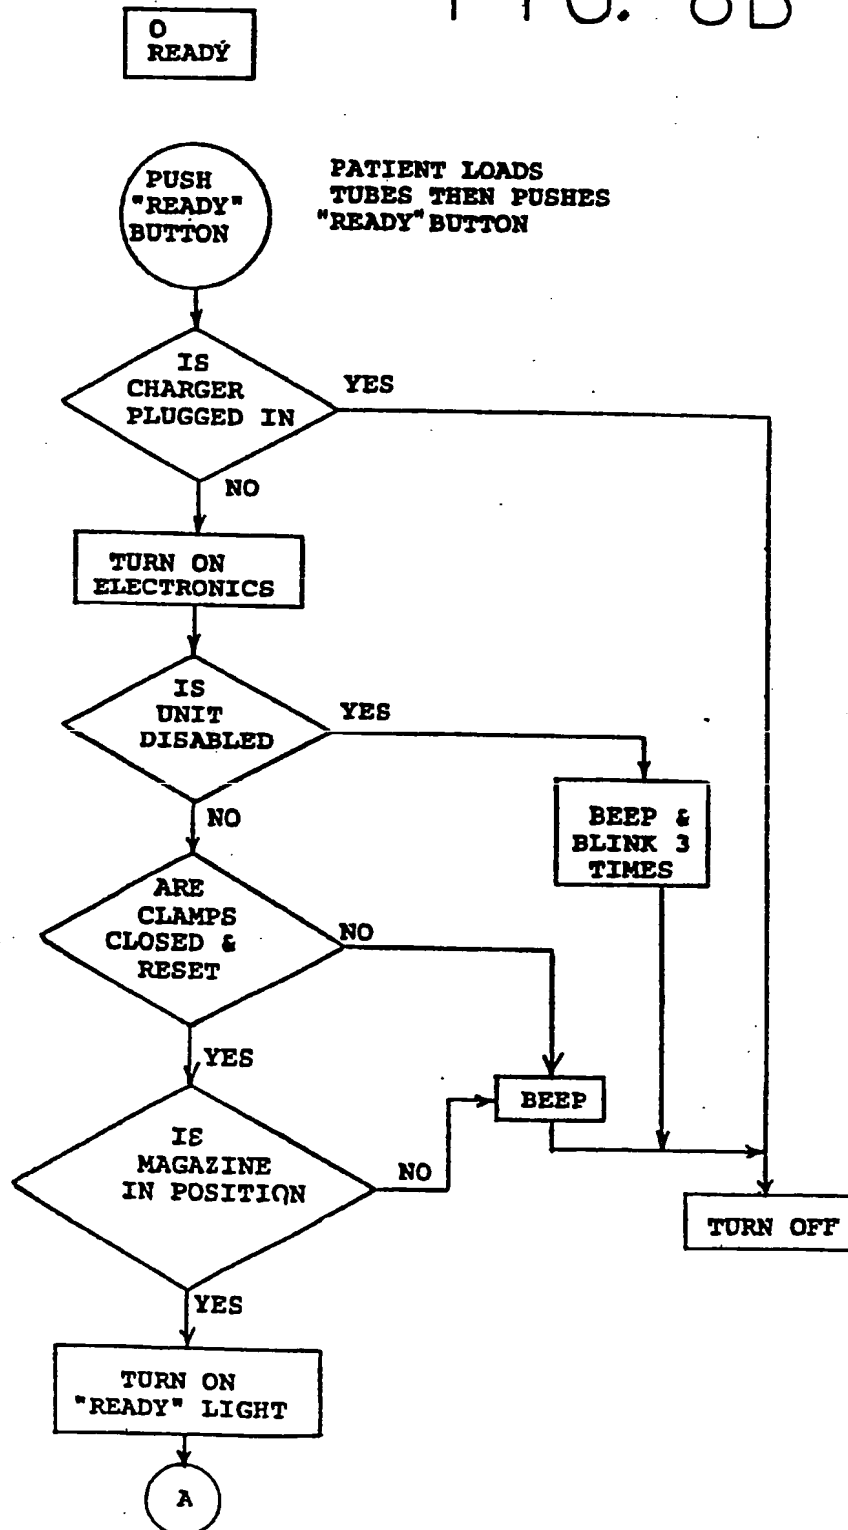 FIG. 8B
O
READY
PUSH
"READY"
BUTTON
PATIENT LOADS
TUBES THEN PUSHES
"READY" BUTTON
IS
CHARGER
PLUGGED IN
YES
NO
TURN ON
ELECTRONICS
IS
UNIT
DISABLED
YES
NO
BEEP &
BLINK 3
TIMES
ARE
CLAMPS
CLOSED &
RESET
NO
YES
BEEP
IS
MAGAZINE
IN POSITION
NO
TURN OFF
YES
TURN ON
"READY" LIGHT
A